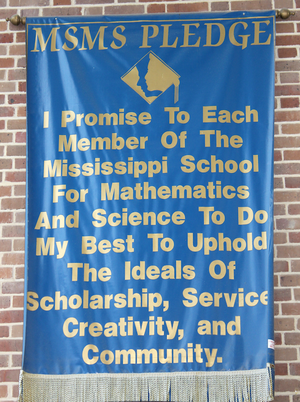 MSMS PLEDGE
I Promise To Each
Member Of The
Mississippi School
For Mathematics
And Science To Do
My Best To Uphold
The Ideals Of
Scholarship, Service
Creativity, and
Community.